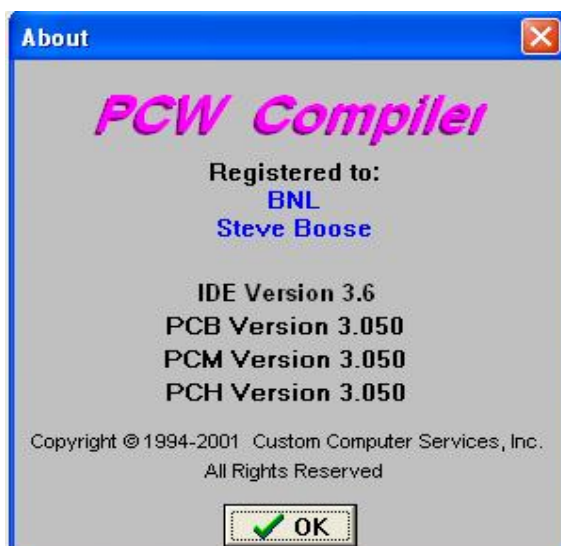 About
PCW Compiler
Registered to:
BNL
Steve Boose
IDE Version 3.6
PCB Version 3.050
PCM Version 3.050
PCH Version 3.050
Copyright © 1994-2001 Custom Computer Services, Inc.
All Rights Reserved
OK